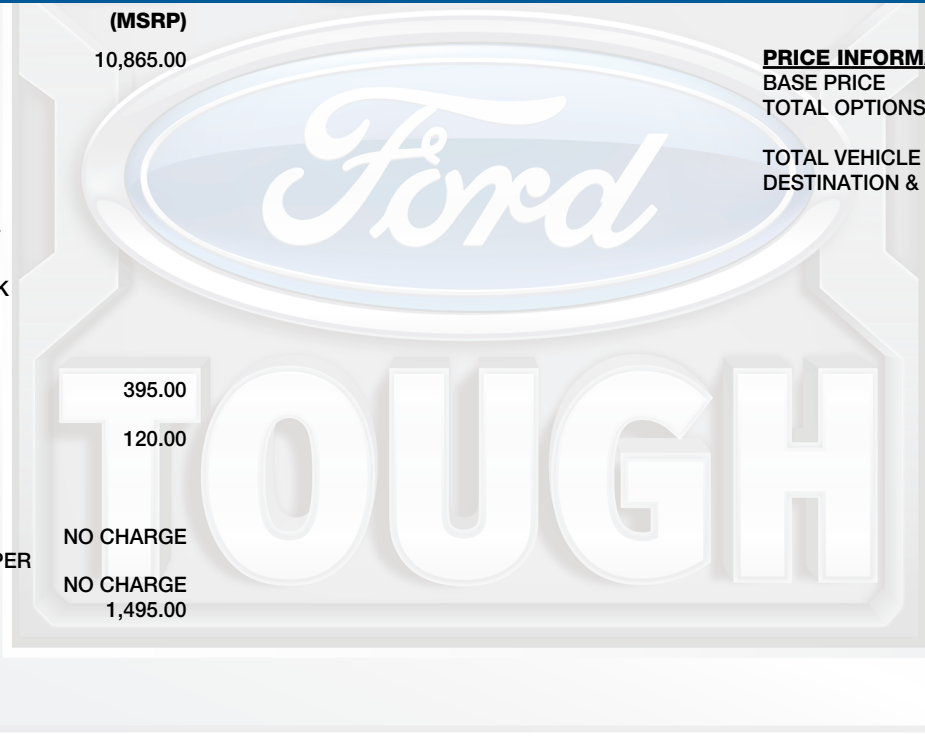 (MSRP)
10,865.00
PRICE INFORMA
BASE PRICE
TOTAL OPTIONS
TOTAL VEHICLE
DESTINATION &
Ford
K
395.00
120.00
TOUGH
NO CHARGE
PER
NO CHARGE
1,495.00